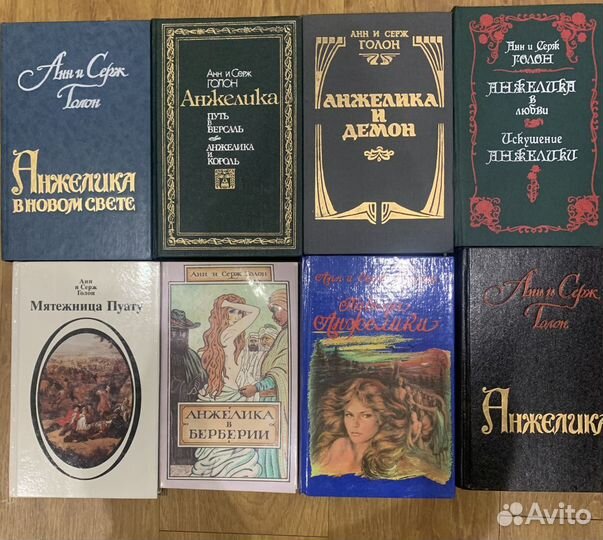 Анн и Серж
Голон
Анжелика
в новом свете
Анн и Серж
ГОЛОН
Анжелика
ПУТЬ
В
ВЕРСАЛЬ
АНЖЕЛИКА
И
КОРОЛЬ
АНН И СЕРЖ
ГОЛОН
АНЖЕЛИКА
И
ДЕМОН
Анн и Серж
ГОЛОН
АНЖЕЛИКА
в
любви
Искушение
АНЖЕЛИКИ
Анн
и Серж
Голон
Мятежница Пуату
Анн и Серж Голон
АНЖЕЛИКА
В
БЕРБЕРИИ
Анн и
Анжелики
Анн и Серж
Голон
Анжелика
Avito